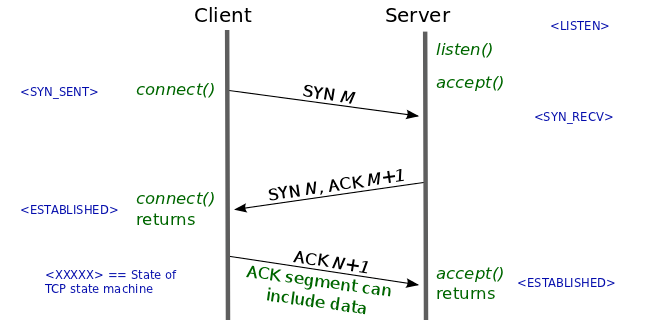 Client
Server
<LISTEN>
listen()
accept()
<SYN_SENT>
connect()
SYN M
<SYN_RECV>
SYN N, ACK M+1
connect()
returns
<ESTABLISHED>
ACK N+1
ACK segment can
include data
<XXXXX> == State of
TCP state machine
accept()
returns
<ESTABLISHED>